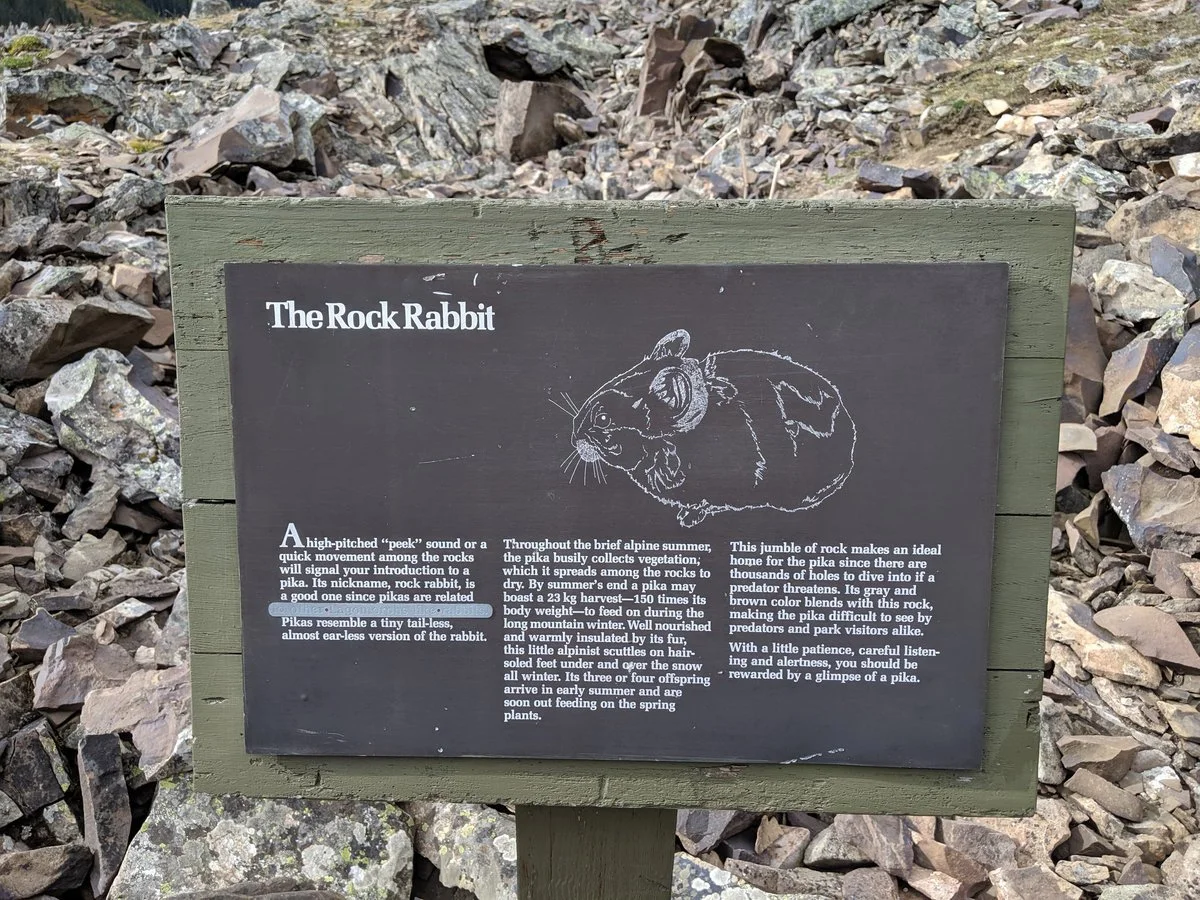 The Rock Rabbit
A high-pitched “peek” sound or a
quick movement among the rocks
will signal your introduction to a
pika. Its nickname, rock rabbit, is
a good one since pikas are related
to other Lagomorphs like rabbits.
Pikas resemble a tiny tail-less,
almost ear-less version of the rabbit.
Throughout the brief alpine summer,
the pika busily collects vegetation,
which it spreads among the rocks to
dry. By summer's end a pika may
boast a 23 kg harvest—150 times its
body weight—to feed on during the
long mountain winter. Well nourished
and warmly insulated by its fur,
this little alpinist scuttles on hair-
soled feet under and over the snow
all winter. Its three or four offspring
arrive in early summer and are
soon out feeding on the spring
plants.
This jumble of rock makes an ideal
home for the pika since there are
thousands of holes to dive into if a
predator threatens. Its gray and
brown color blends with this rock,
making the pika difficult to see by
predators and park visitors alike.
With a little patience, careful listen-
ing and alertness, you should be
rewarded by a glimpse of a pika.